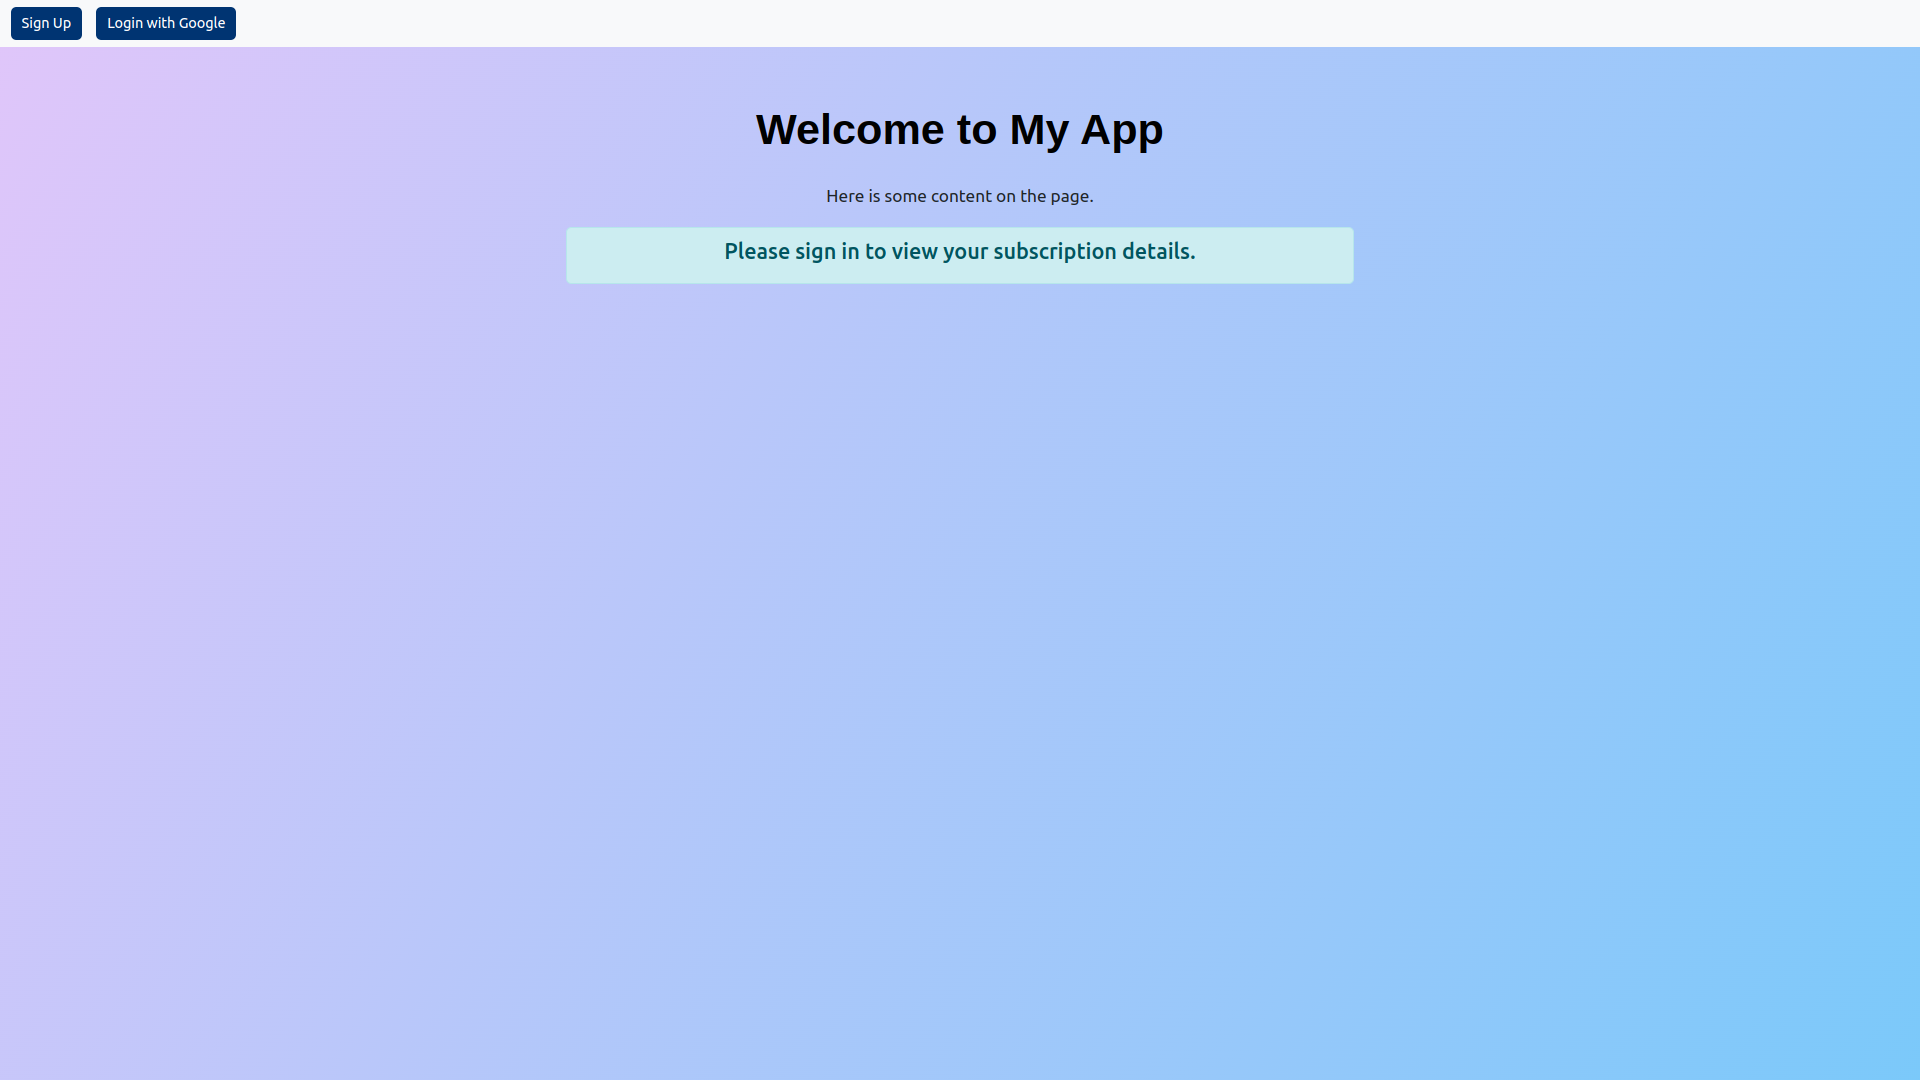 Sign Up
Login with Google
Welcome to My App
Here is some content on the page.
Please sign in to view your subscription details.